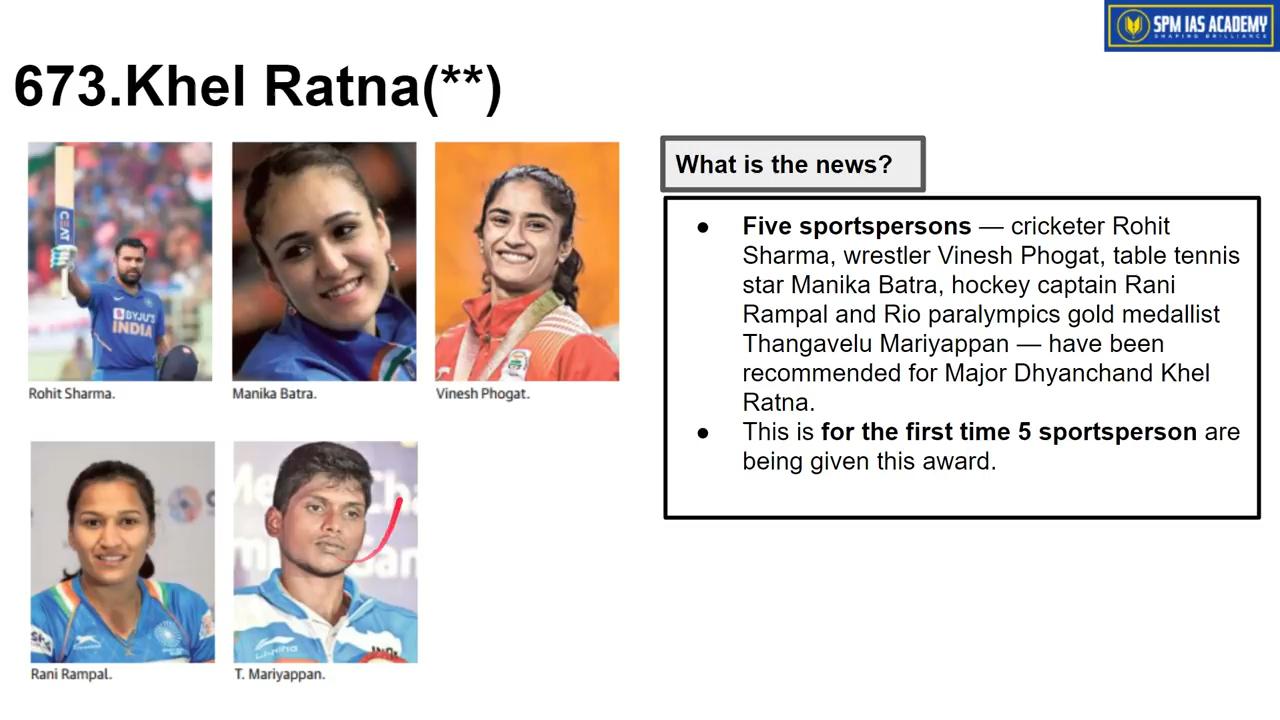 SPM IAS ACADEMY
SHAPING BRILLIANCE
673.Khel Ratna(**)
CEAT
BYJU'S
INDIA
Rohit Sharma.
Manika Batra.
Vinesh Phogat.
Rani Rampal.
T. Mariyappan.
What is the news?
● Five sportspersons — cricketer Rohit
Sharma, wrestler Vinesh Phogat, table tennis
star Manika Batra, hockey captain Rani
Rampal and Rio paralympics gold medallist
Thangavelu Mariyappan — have been
recommended for Major Dhyanchand Khel
Ratna.
● This is for the first time 5 sportsperson are
being given this award.